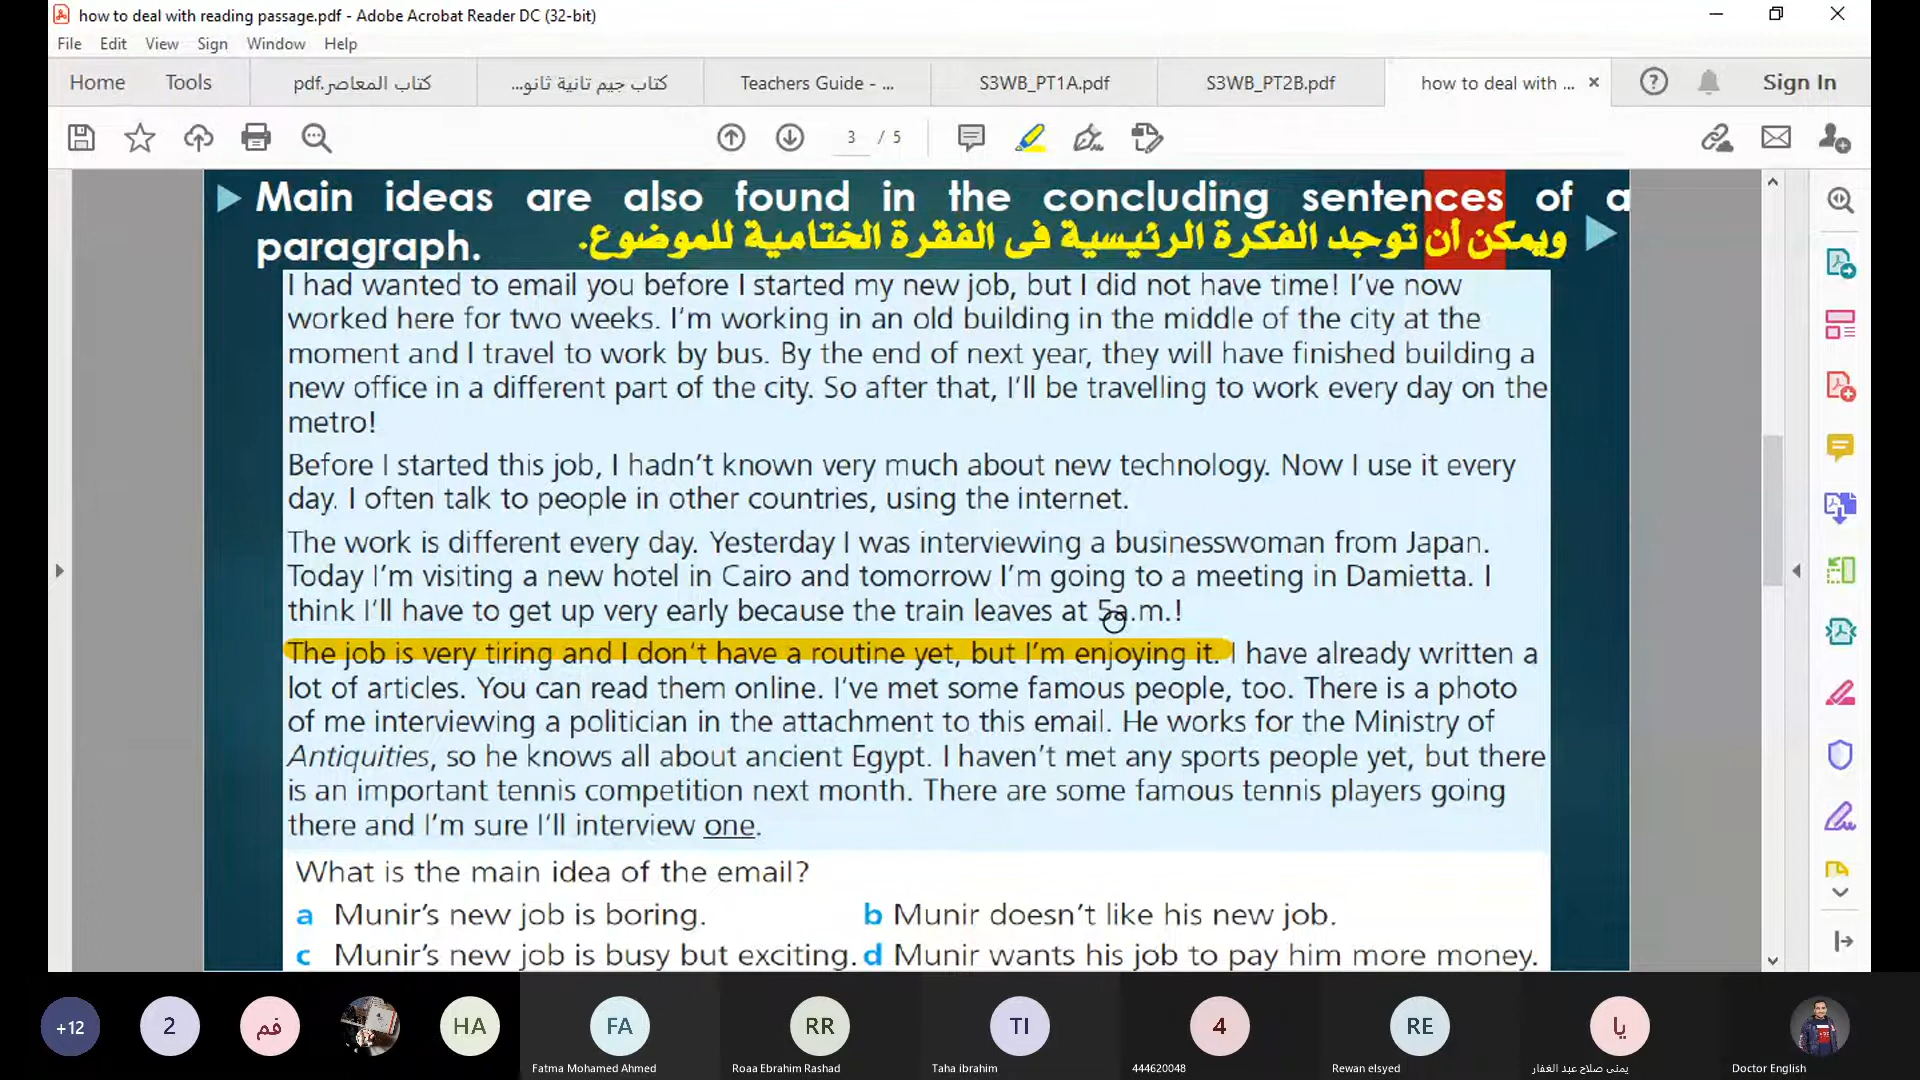 how to deal with reading passage.pdf - Adobe Acrobat Reader DC (32-bit)
File Edit View Sign Window Help
Home Tools كتاب المعاصر.pdf كتاب جيم تانية ثانو... Teachers Guide - ... S3WB_PT1A.pdf S3WB_PT2B.pdf how to deal with ... Sign In
3 / 5
Main ideas are also found in the concluding sentences of a
paragraph.
ويمكن أن توجد الفكرة الرئيسية فى الفقرة الختامية للموضوع.
I had wanted to email you before I started my new job, but I did not have time! I've now
worked here for two weeks. I'm working in an old building in the middle of the city at the
moment and I travel to work by bus. By the end of next year, they will have finished building a
new office in a different part of the city. So after that, I'll be travelling to work every day on the
metro!
Before I started this job, I hadn't known very much about new technology. Now I use it every
day. I often talk to people in other countries, using the internet.
The work is different every day. Yesterday I was interviewing a businesswoman from Japan.
Today I'm visiting a new hotel in Cairo and tomorrow I'm going to a meeting in Damietta. I
think I'll have to get up very early because the train leaves at 5a.m.!
The job is very tiring and I don't have a routine yet, but I'm enjoying it. I have already written a
lot of articles. You can read them online. I've met some famous people, too. There is a photo
of me interviewing a politician in the attachment to this email. He works for the Ministry of
Antiquities, so he knows all about ancient Egypt. I haven't met any sports people yet, but there
is an important tennis competition next month. There are some famous tennis players going
there and I'm sure I'll interview one.
What is the main idea of the email?
a Munir's new job is boring. b Munir doesn't like his new job.
c Munir's new job is busy but exciting. d Munir wants his job to pay him more money.
+12 2 فم HA FA RR TI 4 RE يا
Fatma Mohamed Ahmed Roaa Ebrahim Rashad Taha ibrahim 444620048 Rewan elsyed يمنى صلاح عبد الغفار Doctor English